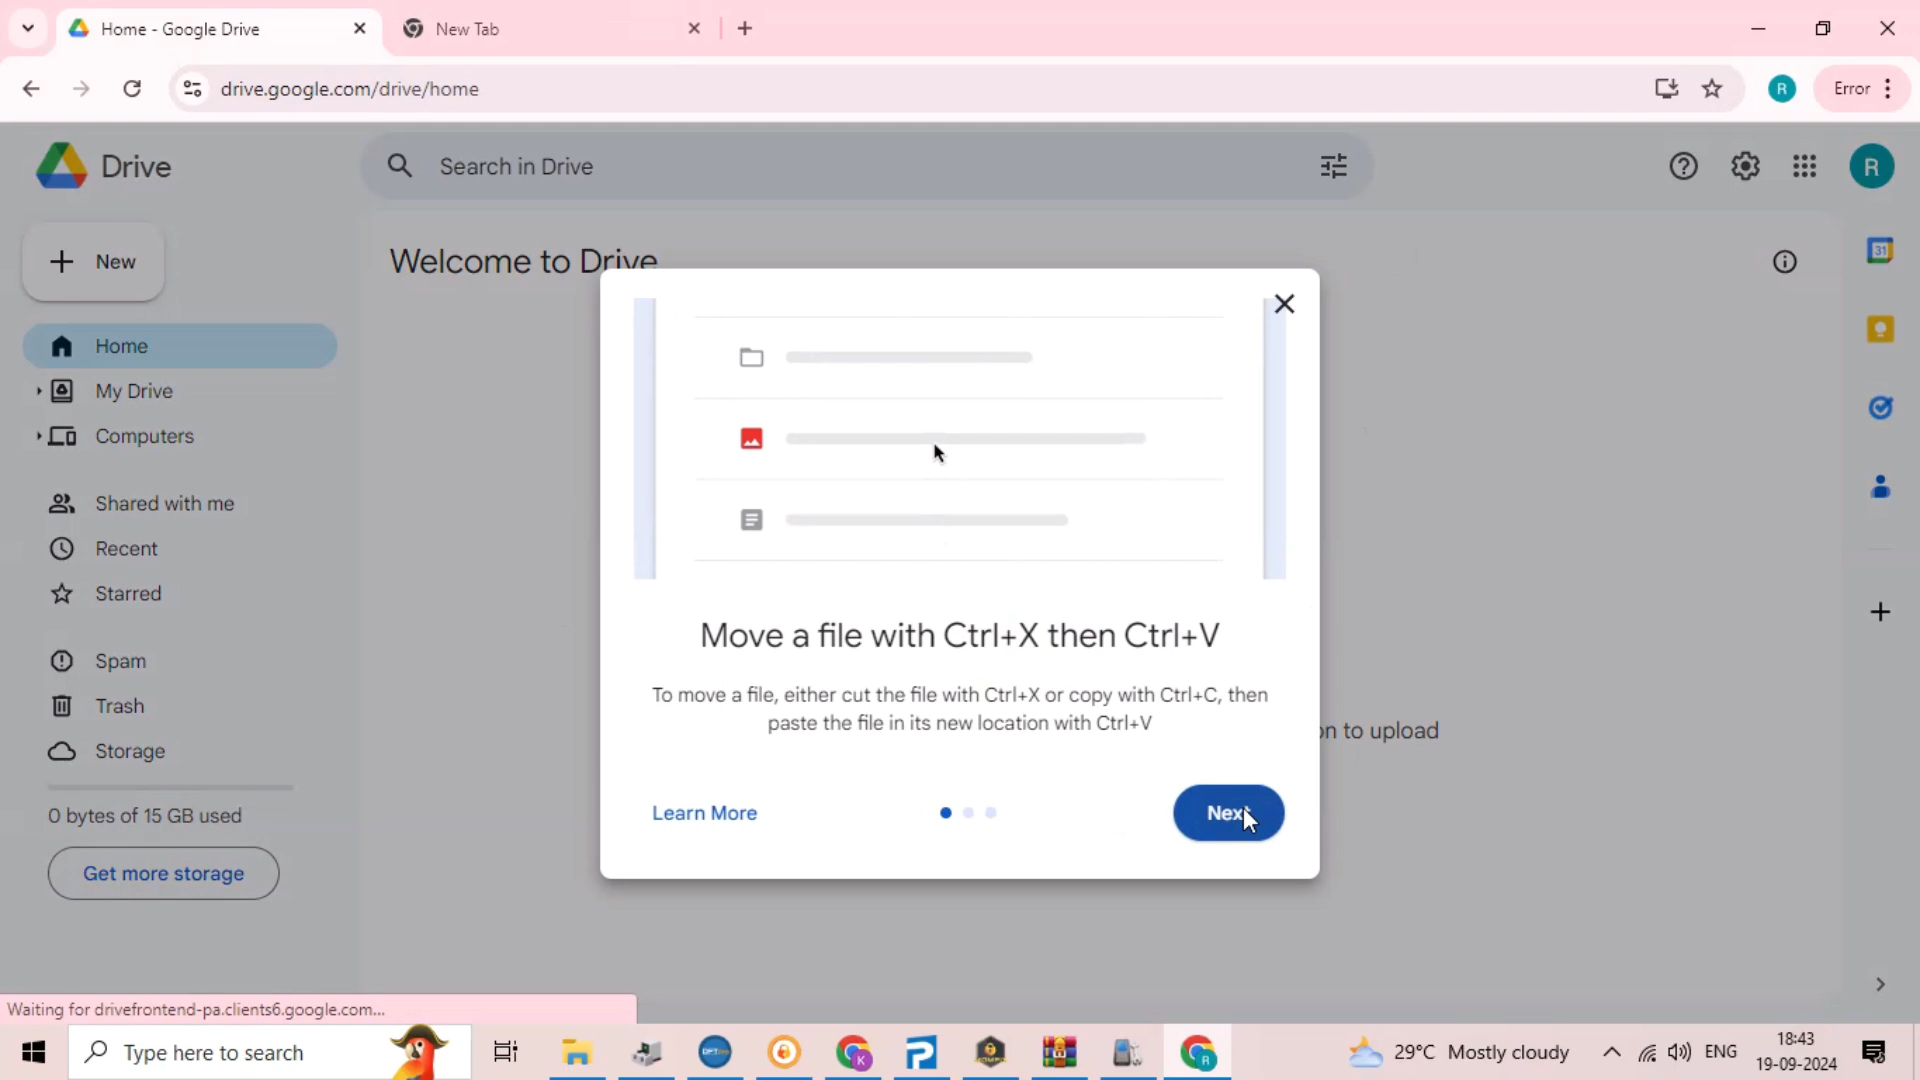 Home - Google Drive
New Tab
drive.google.com/drive/home
R
Error
Drive
Search in Drive
R
New
Welcome to Drive
31
Home
My Drive
Computers
Shared with me
Recent
Starred
Spam
Trash
Storage
0 bytes of 15 GB used
Get more storage
Move a file with Ctrl+X then Ctrl+V
To move a file, either cut the file with Ctrl+X or copy with Ctrl+C, then
paste the file in its new location with Ctrl+V
on to upload
Learn More
Next
Waiting for drivefrontend-pa.clients6.google.com...
Type here to search
K
R
29°C Mostly cloudy
ENG
18:43
19-09-2024